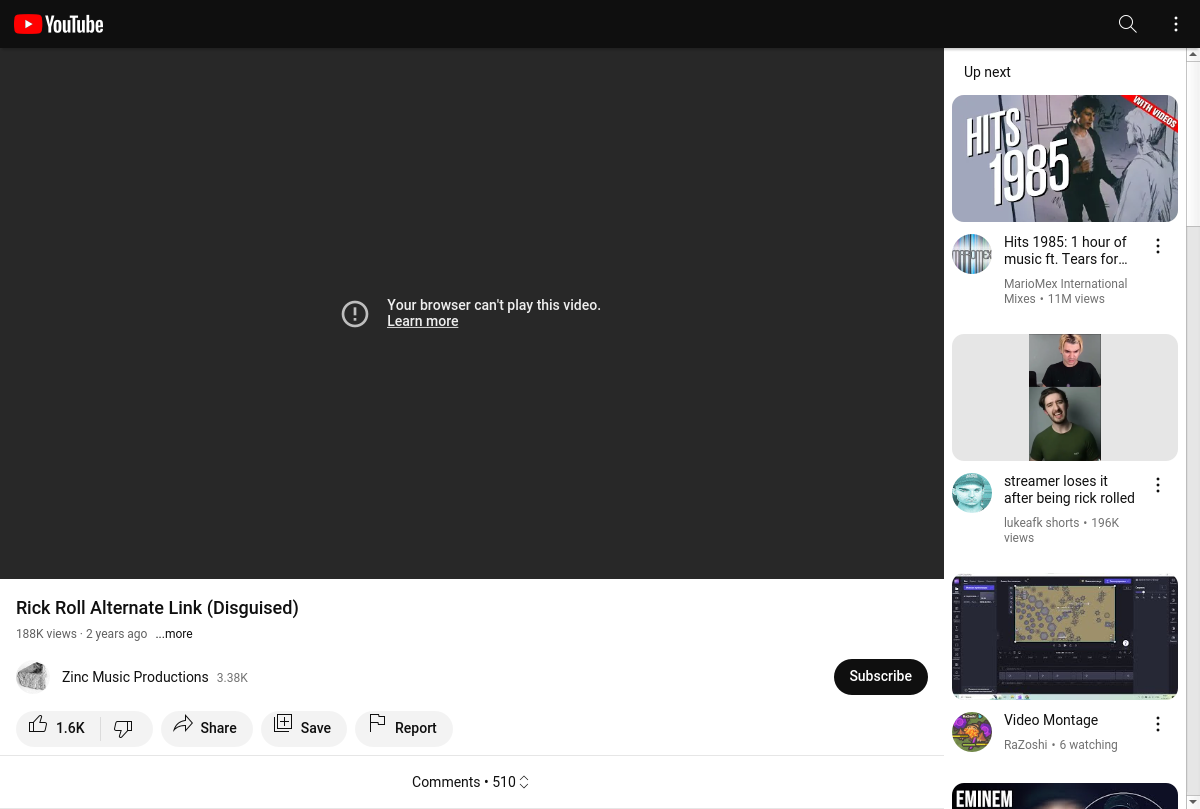 YouTube
Up next
WITH VIDEOS
HITS
1985
Your browser can't play this video.
Learn more
Hits 1985: 1 hour of
music ft. Tears for...
MarioMex International
Mixes • 11M views
streamer loses it
after being rick rolled
lukeafk shorts • 196K
views
Rick Roll Alternate Link (Disguised)
188K views · 2 years ago ...more
Zinc Music Productions 3.38K
Subscribe
1.6K
Share
Save
Report
Video Montage
RaZoshi • 6 watching
Comments • 510
EMINEM